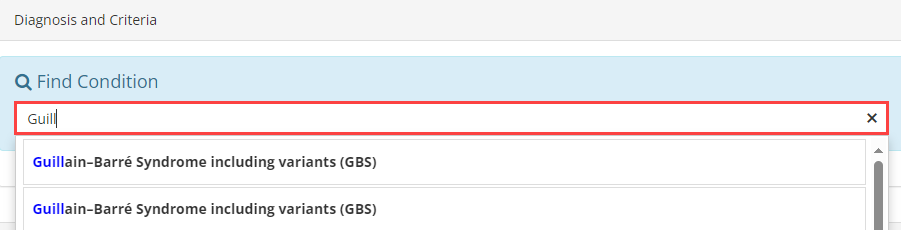 Diagnosis and Criteria
Find Condition
Guill
Guillain–Barré Syndrome including variants (GBS)
Guillain–Barré Syndrome including variants (GBS)